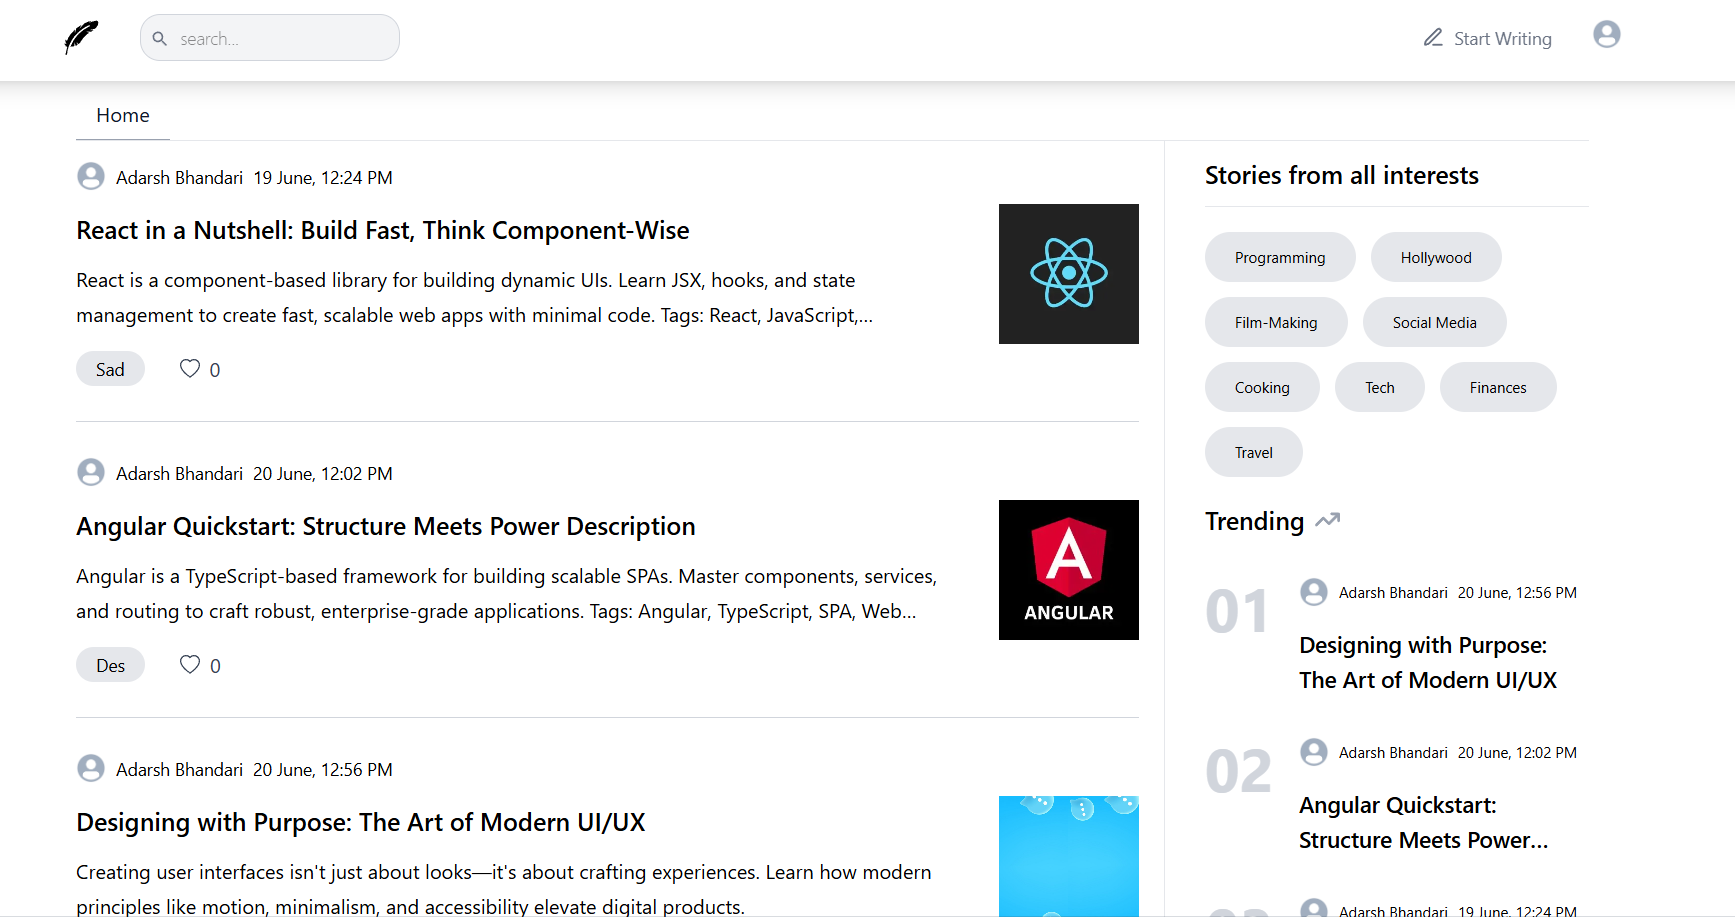 search...
Start Writing
Home
Adarsh Bhandari 19 June, 12:24 PM
React in a Nutshell: Build Fast, Think Component-Wise
React is a component-based library for building dynamic UIs. Learn JSX, hooks, and state
management to create fast, scalable web apps with minimal code. Tags: React, JavaScript,...
Sad 0
Adarsh Bhandari 20 June, 12:02 PM
Angular Quickstart: Structure Meets Power Description
Angular is a TypeScript-based framework for building scalable SPAs. Master components, services,
and routing to craft robust, enterprise-grade applications. Tags: Angular, TypeScript, SPA, Web...
A
ANGULAR
Des 0
Adarsh Bhandari 20 June, 12:56 PM
Designing with Purpose: The Art of Modern UI/UX
Creating user interfaces isn't just about looks—it's about crafting experiences. Learn how modern
principles like motion, minimalism, and accessibility elevate digital products.
Stories from all interests
Programming Hollywood
Film-Making Social Media
Cooking Tech Finances
Travel
Trending
01
Adarsh Bhandari 20 June, 12:56 PM
Designing with Purpose:
The Art of Modern UI/UX
02
Adarsh Bhandari 20 June, 12:02 PM
Angular Quickstart:
Structure Meets Power...
03
Adarsh Bhandari 19 June, 12:24 PM